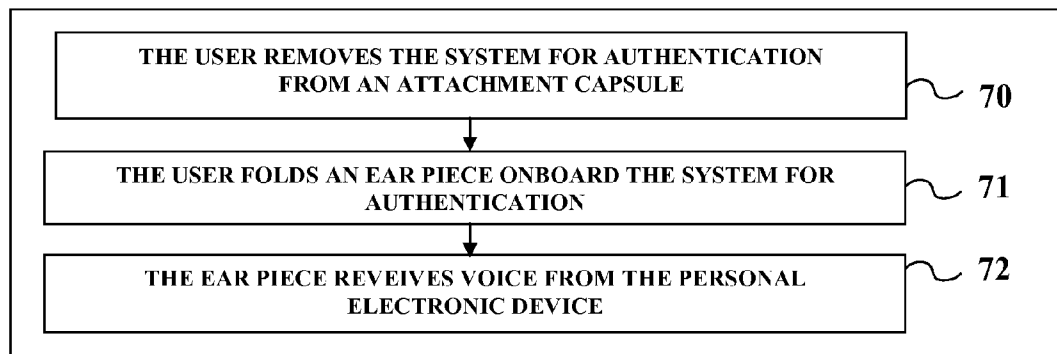 THE USER REMOVES THE SYSTEM FOR AUTHENTICATION
FROM AN ATTACHMENT CAPSULE
70
THE USER FOLDS AN EAR PIECE ONBOARD THE SYSTEM FOR
AUTHENTICATION
71
THE EAR PIECE REVEIVES VOICE FROM THE PERSONAL
ELECTRONIC DEVICE
72